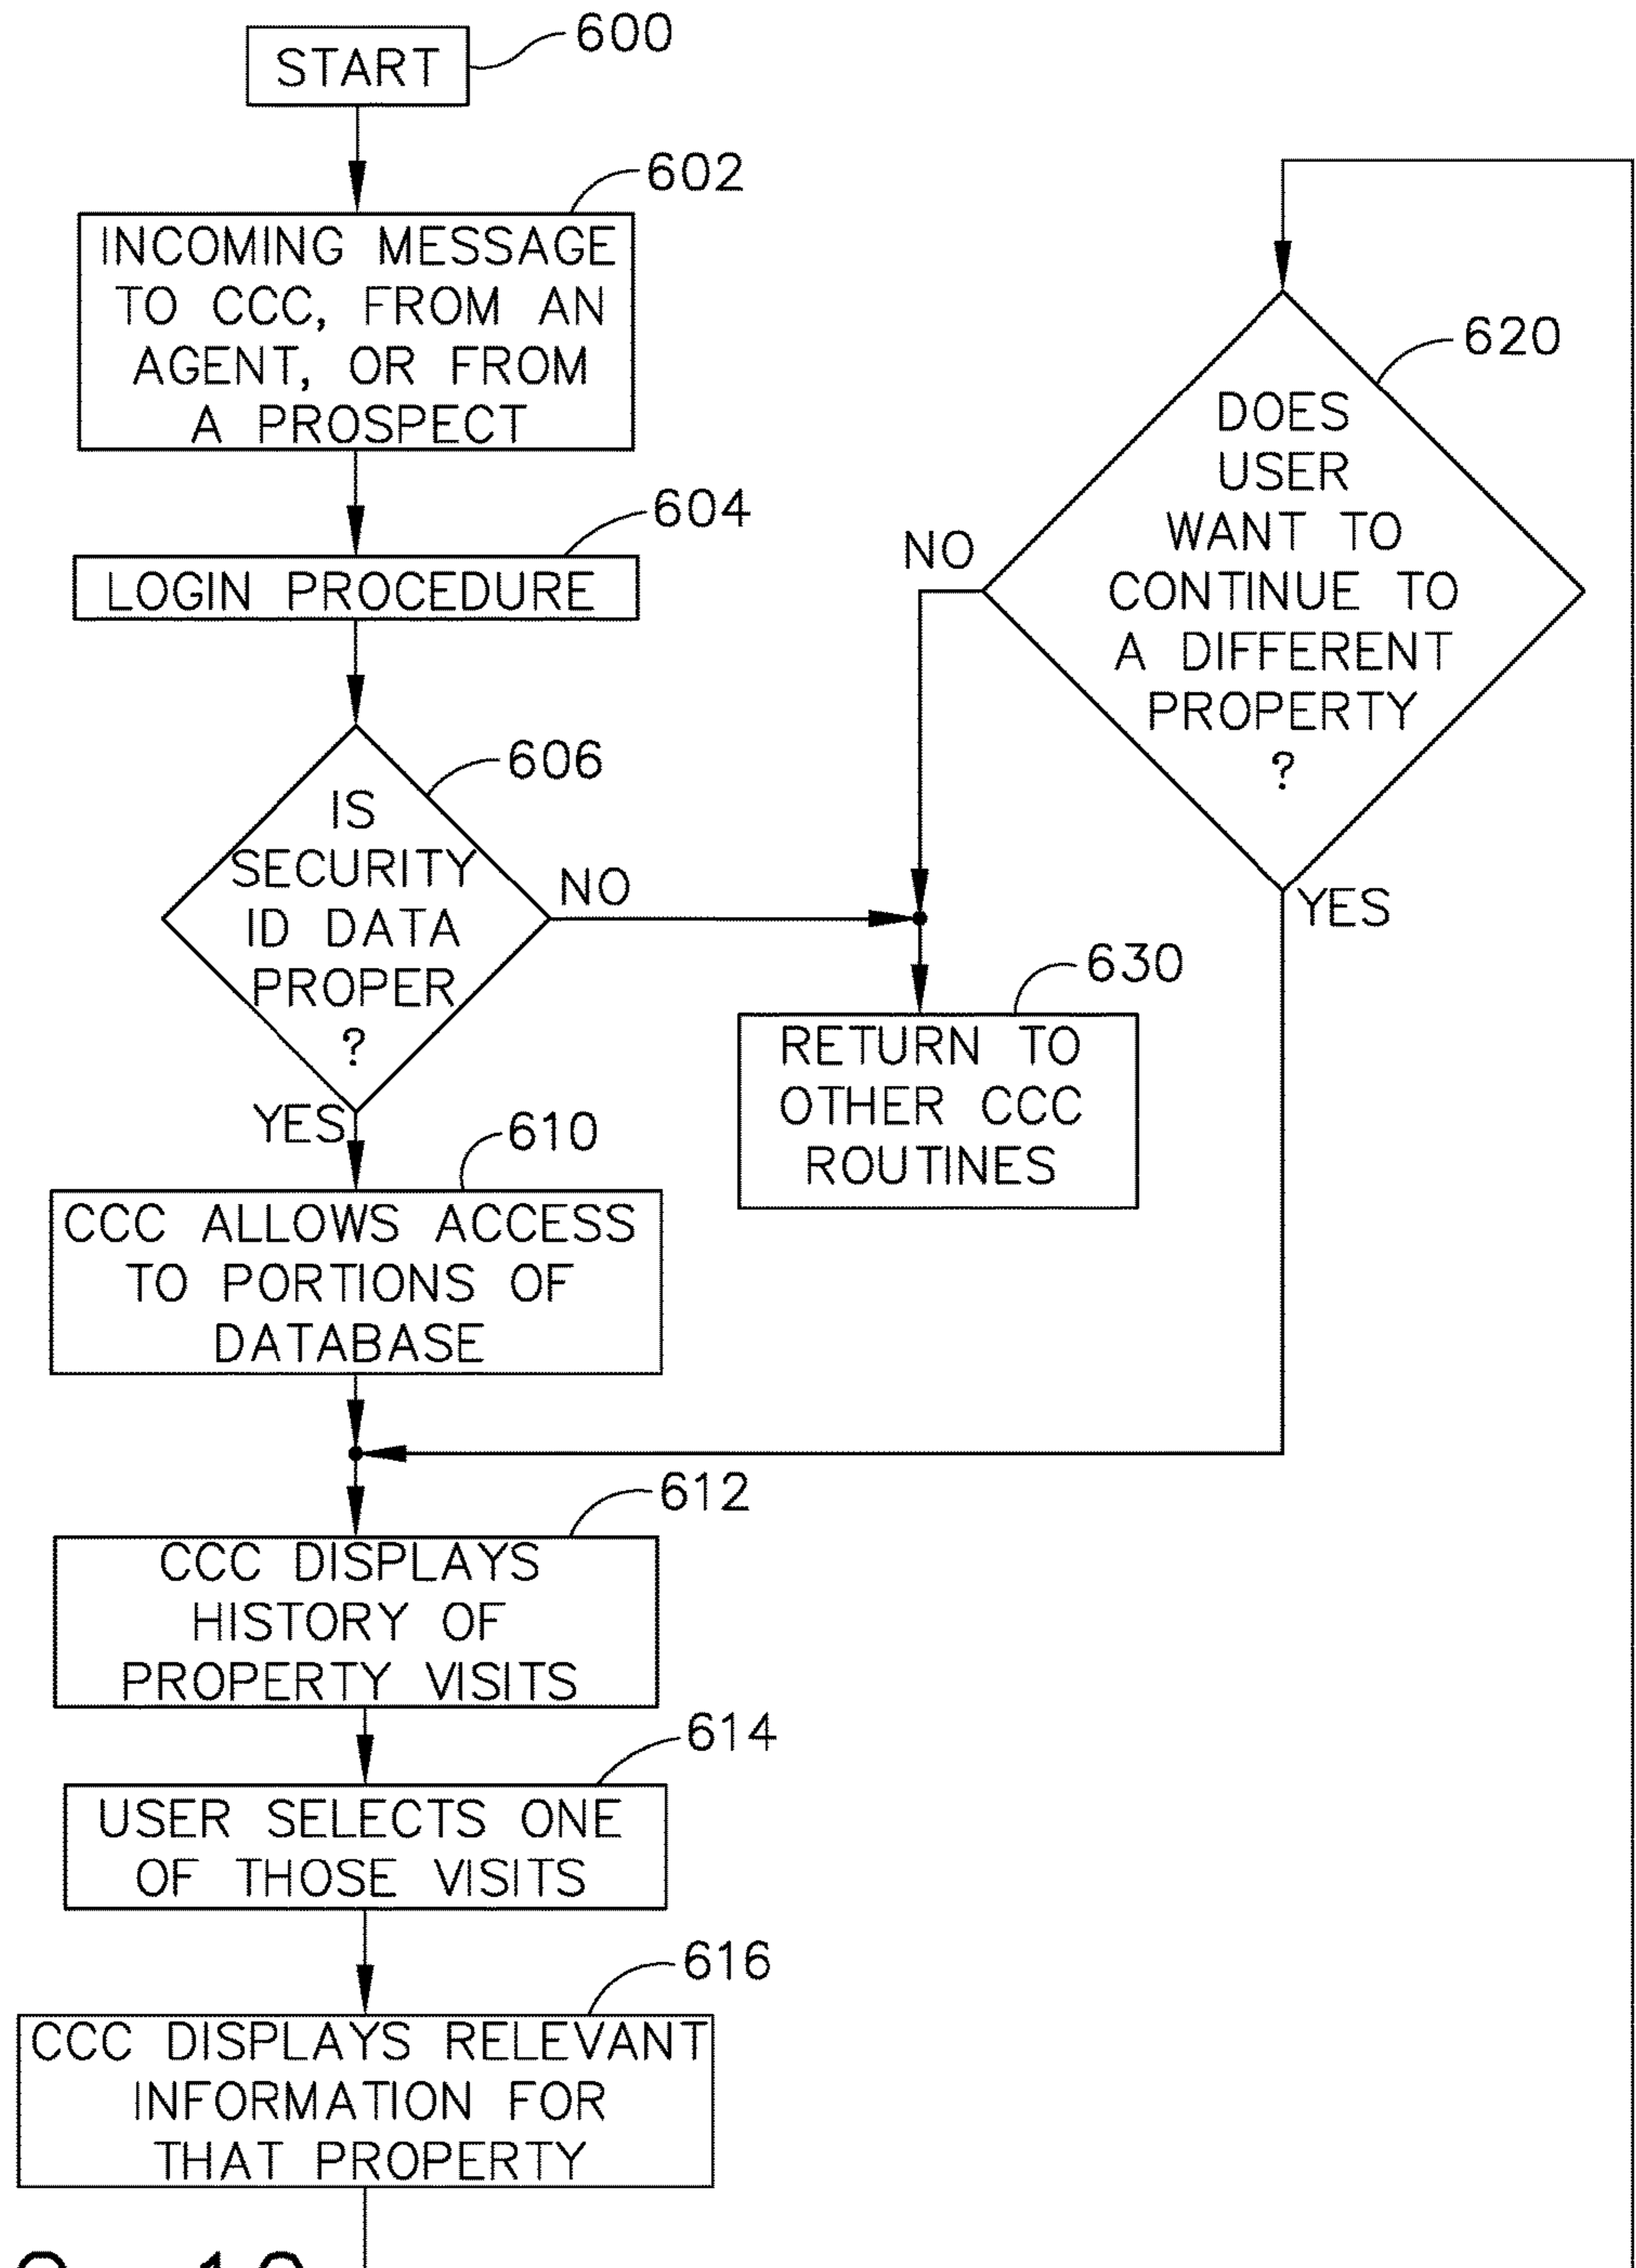 START
600
602
INCOMING MESSAGE
TO CCC, FROM AN
AGENT, OR FROM
A PROSPECT
604
LOGIN PROCEDURE
606
IS
SECURITY
ID DATA
PROPER
?
NO
YES
610
CCC ALLOWS ACCESS
TO PORTIONS OF
DATABASE
612
CCC DISPLAYS
HISTORY OF
PROPERTY VISITS
614
USER SELECTS ONE
OF THOSE VISITS
616
CCC DISPLAYS RELEVANT
INFORMATION FOR
THAT PROPERTY
620
DOES
USER
WANT TO
CONTINUE TO
A DIFFERENT
PROPERTY
?
NO
YES
630
RETURN TO
OTHER CCC
ROUTINES